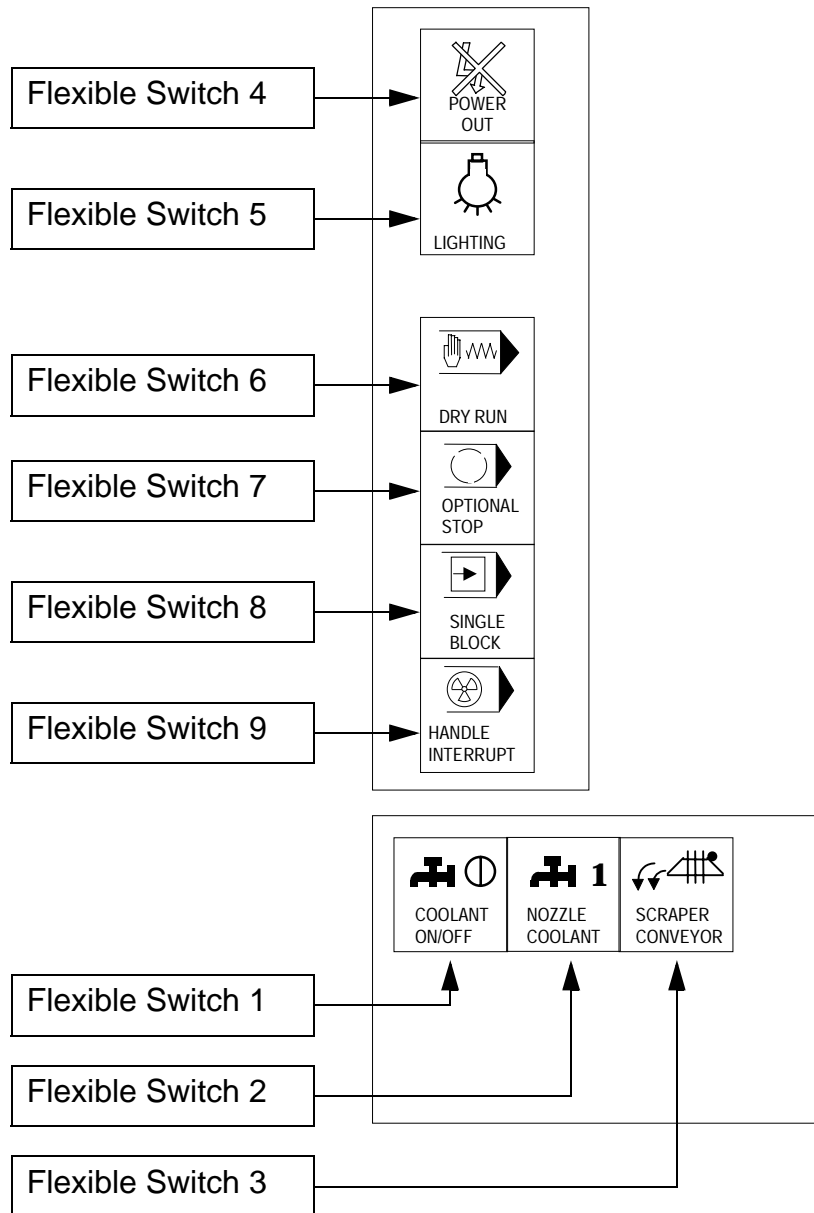 Flexible Switch 4
POWER
OUT
Flexible Switch 5
LIGHTING
Flexible Switch 6
DRY RUN
Flexible Switch 7
OPTIONAL
STOP
Flexible Switch 8
SINGLE
BLOCK
Flexible Switch 9
HANDLE
INTERRUPT
1
COOLANT
ON/OFF
NOZZLE
COOLANT
SCRAPER
CONVEYOR
Flexible Switch 1
Flexible Switch 2
Flexible Switch 3